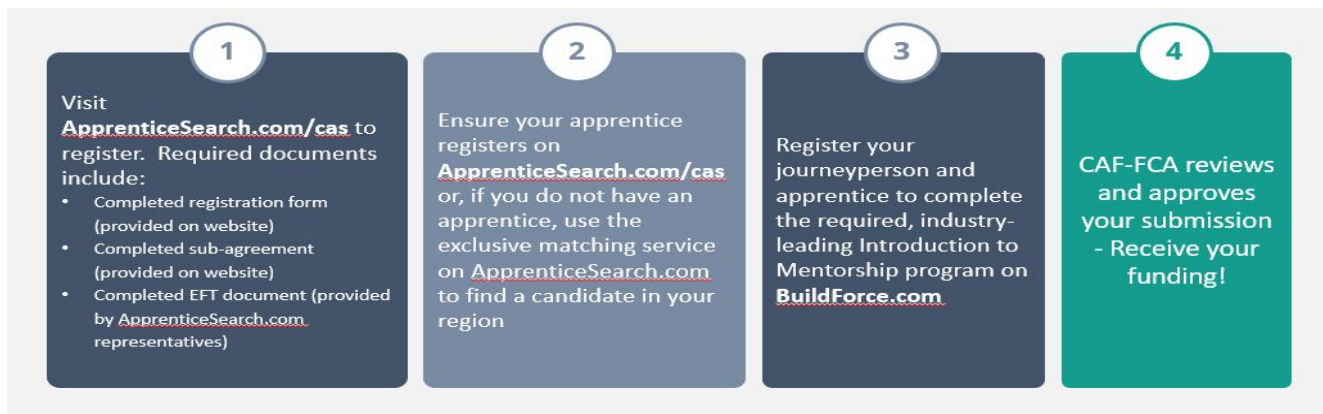 1
Visit
ApprenticeSearch.com/cas to
register. Required documents
include:
• Completed registration form
(provided on website)
• Completed sub-agreement
(provided on website)
• Completed EFT document (provided
by ApprenticeSearch.com
representatives)
2
Ensure your apprentice
registers on
ApprenticeSearch.com/cas
or, if you do not have an
apprentice, use the
exclusive matching service
on ApprenticeSearch.com
to find a candidate in your
region
3
Register your
journeyperson and
apprentice to complete
the required, industry-
leading Introduction to
Mentorship program on
BuildForce.com
4
CAF-FCA reviews
and approves
your submission
- Receive your
funding!